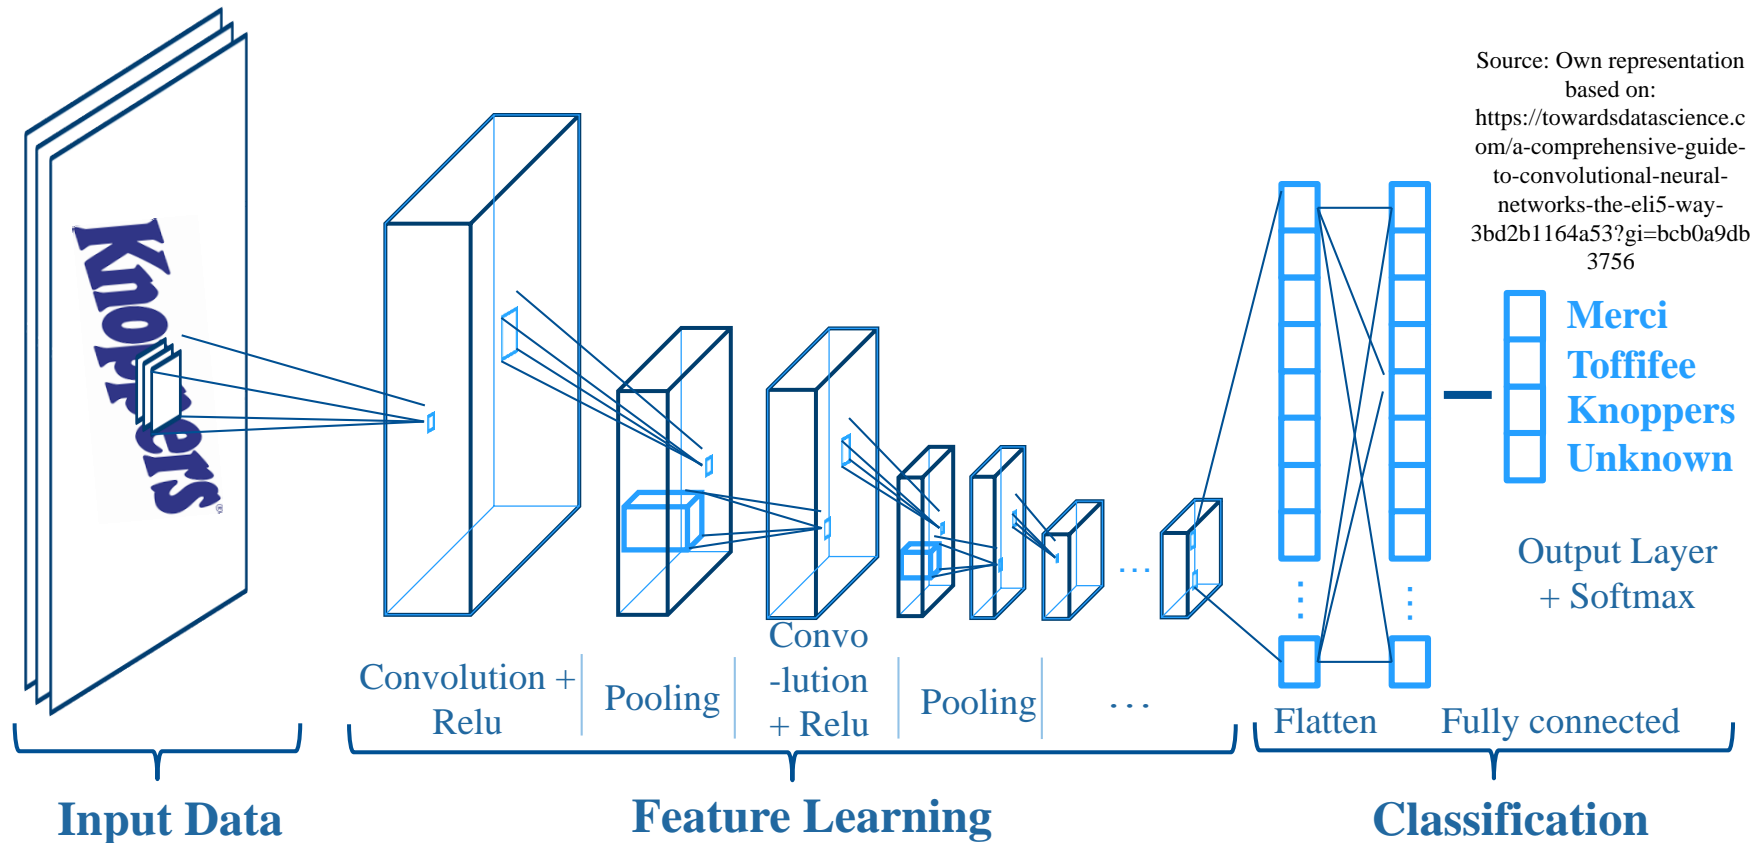 Source: Own representation
based on:
https://towardsdatascience.c
om/a-comprehensive-guide-
to-convolutional-neural-
networks-the-eli5-way-
3bd2b1164a53?gi=bcb0a9db
3756
Knoppers®
Merci
Toffifee
Knoppers
Unknown
Output Layer
+ Softmax
...
Convolution +
Relu
Pooling
Convo
-lution
+ Relu
Pooling
...
Flatten
Fully connected
Input Data
Feature Learning
Classification